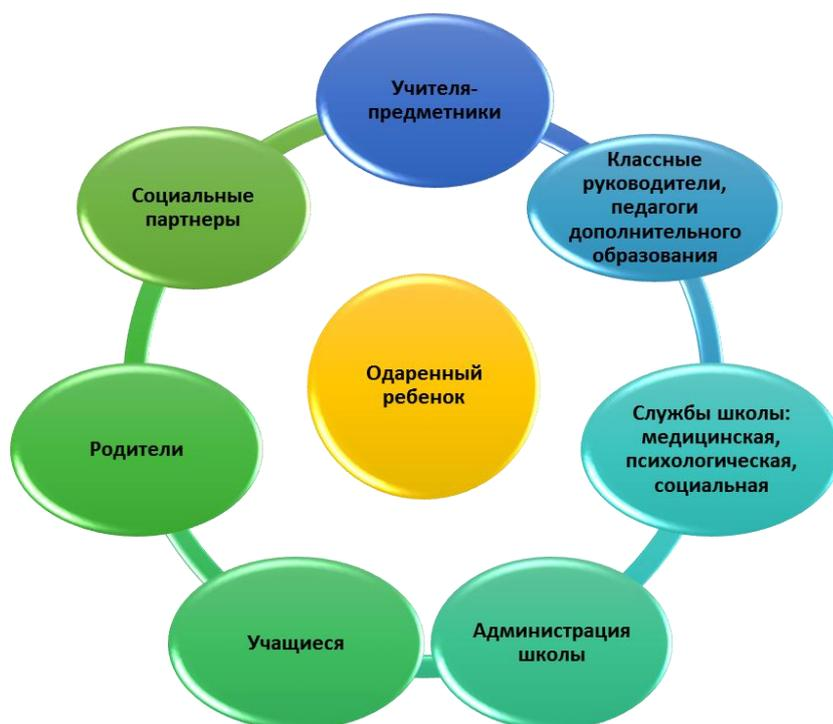 Учителя-
предметники
Классные
руководители,
педагоги
дополнительного
образования
Службы школы:
медицинская,
психологическая,
социальная
Администрация
школы
Учащиеся
Родители
Социальные
партнеры
Одаренный
ребенок